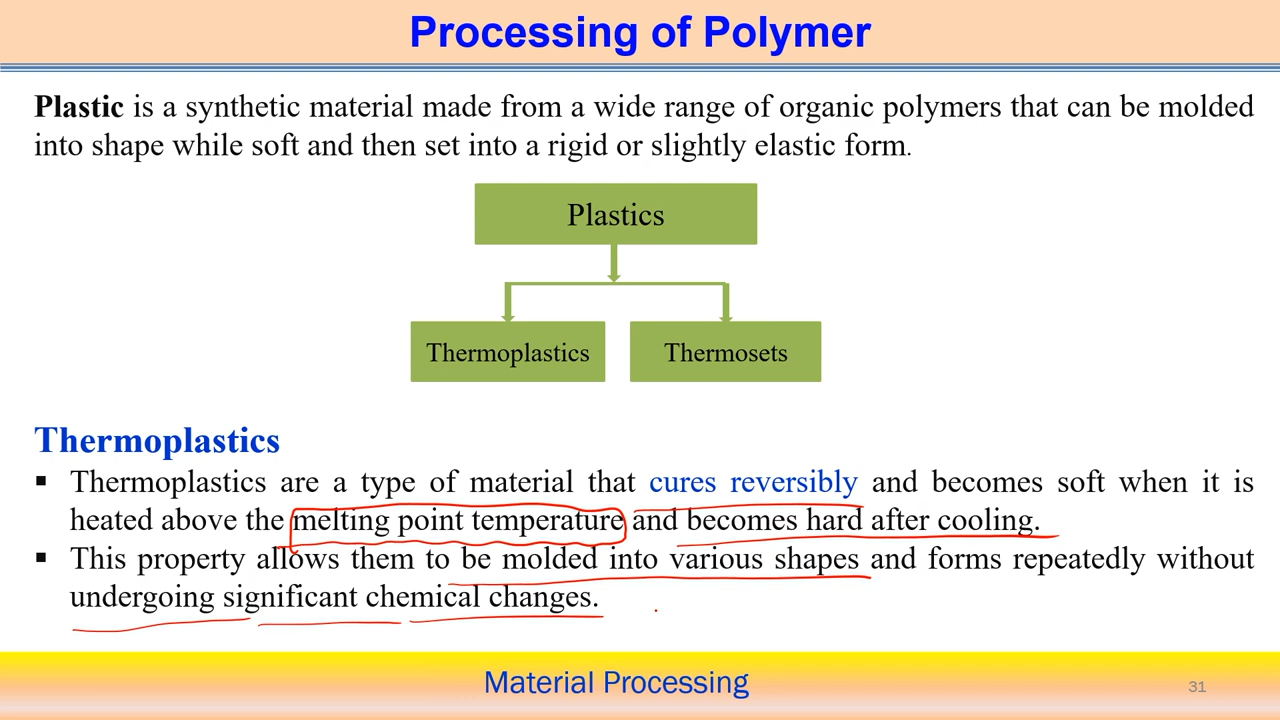 Processing of Polymer
Plastic is a synthetic material made from a wide range of organic polymers that can be molded
into shape while soft and then set into a rigid or slightly elastic form.
Plastics
Thermoplastics
Thermosets
Thermoplastics
▪ Thermoplastics are a type of material that cures reversibly and becomes soft when it is
heated above the melting point temperature and becomes hard after cooling.
▪ This property allows them to be molded into various shapes and forms repeatedly without
undergoing significant chemical changes.
Material Processing
31